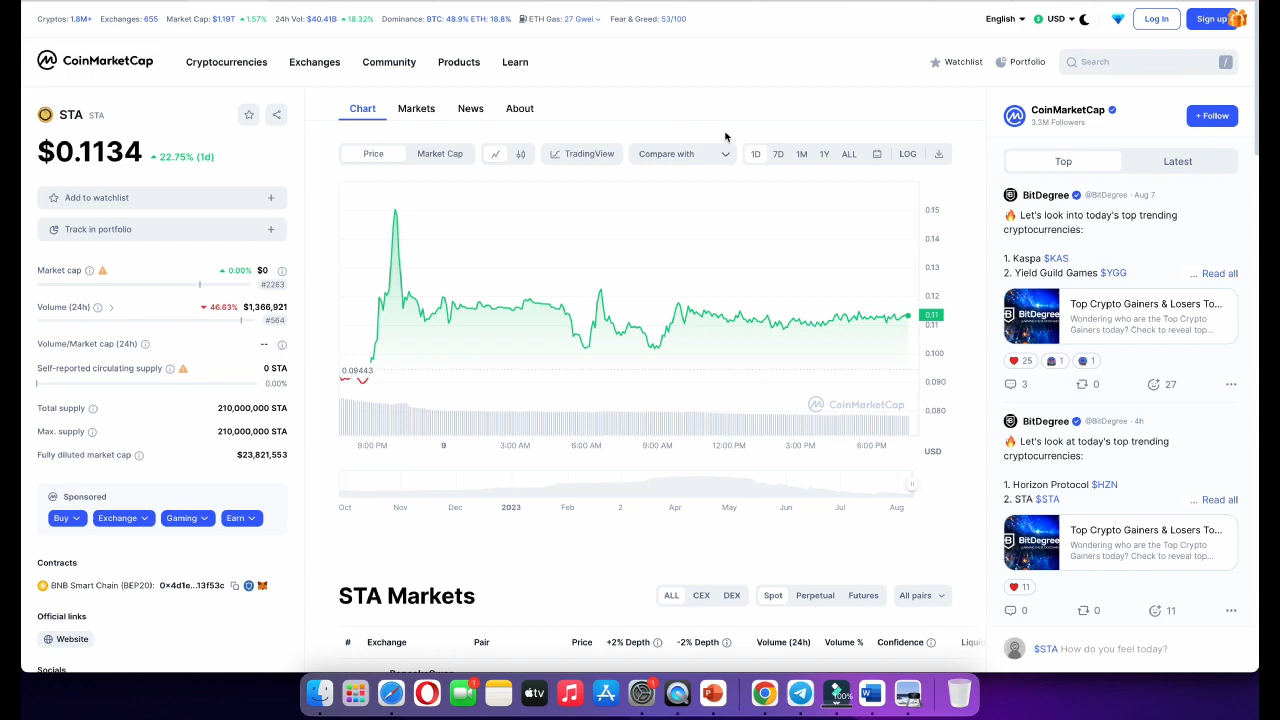 Cryptos: 1.8M+ Exchanges: 655 Market Cap: $1.19T 1.57% 24h Vol: $40.41B 18.32% Dominance: BTC: 48.9% ETH: 18.8% ETH Gas: 27 Gwei Fear & Greed: 53/100
English USD Log In Sign up
CoinMarketCap Cryptocurrencies Exchanges Community Products Learn Watchlist Portfolio Search /
STA STA
$0.1134 22.75% (1d)
Add to watchlist +
Track in portfolio +
Market cap 0.00% $0
#2263
Volume (24h) 46.63% $1,366,921
#564
Volume/Market cap (24h) --
Self-reported circulating supply 0 STA
0.00%
Total supply 210,000,000 STA
Max. supply 210,000,000 STA
Fully diluted market cap $23,821,553
Sponsored
Buy Exchange Gaming Earn
Contracts
BNB Smart Chain (BEP20): 0x4d1e...13f53c
Official links
Website
Socials
Chart Markets News About
Price Market Cap TradingView Compare with 1D 7D 1M 1Y ALL LOG
0.15
0.14
0.13
0.12
0.11
0.11
0.100
0.090
0.080
0.09443
CoinMarketCap
9:00 PM 9 3:00 AM 6:00 AM 9:00 AM 12:00 PM 3:00 PM 6:00 PM
USD
Oct Nov Dec 2023 Feb 2 Apr May Jun Jul Aug
STA Markets ALL CEX DEX Spot Perpetual Futures All pairs
# Exchange Pair Price +2% Depth -2% Depth Volume (24h) Volume % Confidence Liquid
CoinMarketCap
3.3M Followers
+ Follow
Top Latest
BitDegree @BitDegree · Aug 7
Let's look into today's top trending
cryptocurrencies:
1. Kaspa $KAS
2. Yield Guild Games $YGG ... Read all
Top Crypto Gainers & Losers To...
Wondering who are the Top Crypto
Gainers today? Check to reveal top...
BitDegree
25 1 1
3 0 27
BitDegree @BitDegree · 4h
Let's look at today's top trending
cryptocurrencies:
1. Horizon Protocol $HZN
2. STA $STA ... Read all
Top Crypto Gainers & Losers To...
Wondering who are the Top Crypto
Gainers today? Check to reveal top...
BitDegree
11
0 0 11
$STA How do you feel today?
1 tv 1 100%